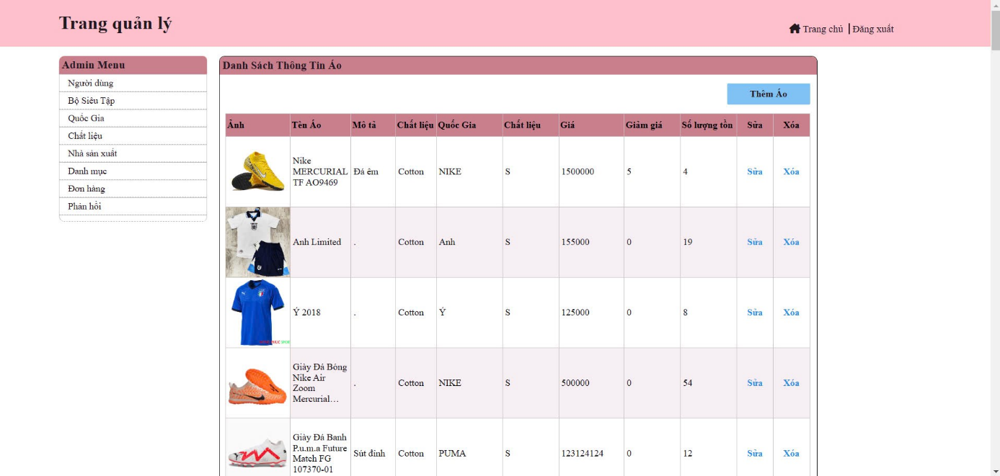 Trang quản lý
Trang chủ
Đăng xuất
Admin Menu
Người dùng
Bộ Siêu Tập
Quốc Gia
Chất liệu
Nhà sản xuất
Danh mục
Đơn hàng
Phản hồi
Danh Sách Thông Tin Áo
Thêm Áo
Ảnh Tên Áo Mô tả Chất liệu Quốc Gia Chất liệu Giá Giảm giá Số lượng tồn Sửa Xóa
Nike
MERCURIAL
TF AO9469
Đá êm Cotton NIKE S 1500000 5 4 Sửa Xóa
Anh Limited . Cotton Anh S 155000 0 19 Sửa Xóa
Ý 2018 . Cotton Ý S 125000 0 8 Sửa Xóa
Giày Đá Bóng
Nike Air
Zoom
Mercurial…
. Cotton NIKE S 500000 0 54 Sửa Xóa
Giày Đá Banh
P.u.m.a Future
Match FG
107370-01
Sút đỉnh Cotton PUMA S 123124124 0 12 Sửa Xóa